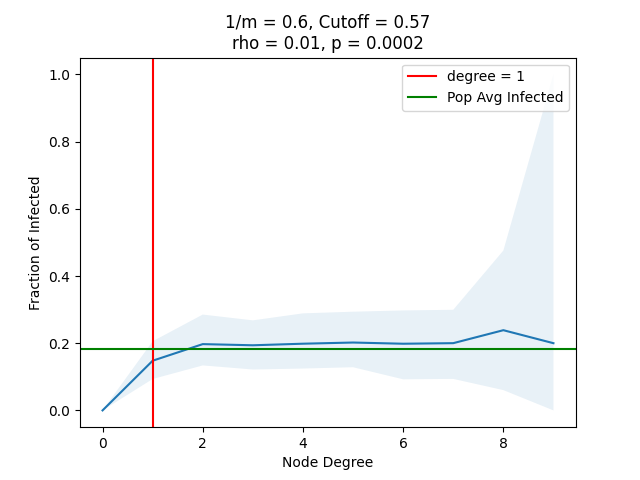 1/m = 0.6, Cutoff = 0.57
rho = 0.01, p = 0.0002
degree = 1
Pop Avg Infected
1.0
0.8
0.6
0.4
0.2
0.0
Fraction of Infected
0 2 4 6 8
Node Degree